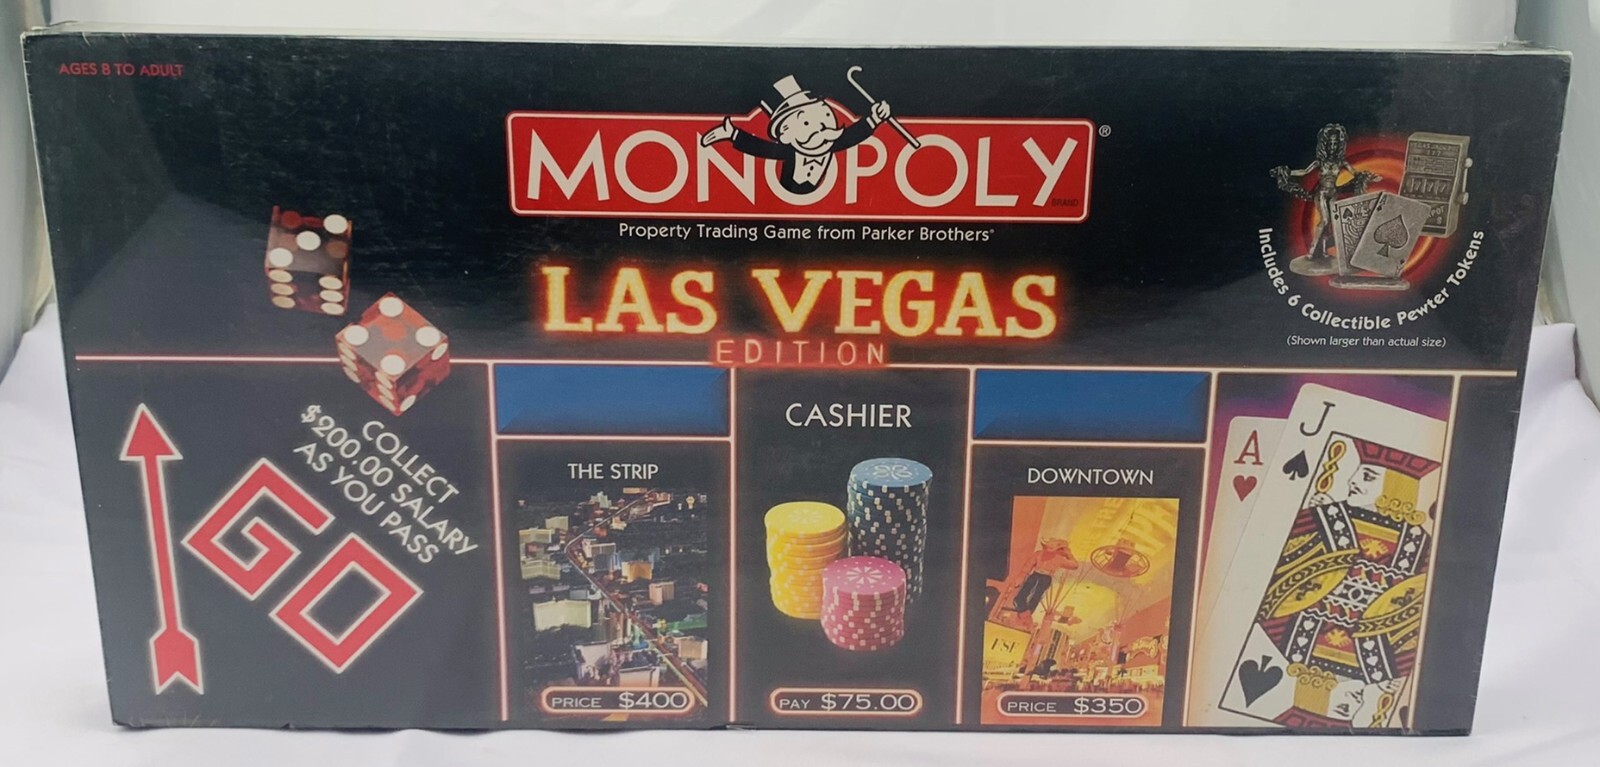 AGES 8 TO ADULT
MONOPOLY®
BRAND
Property Trading Game from Parker Brothers®
LAS VEGAS
EDITION
Includes 6 Collectible Pewter Tokens
(Shown larger than actual size)
COLLECT
$200.00 SALARY
AS YOU PASS
GO
THE STRIP
PRICE $400
CASHIER
PAY $75.00
DOWNTOWN
PRICE $350
A
J